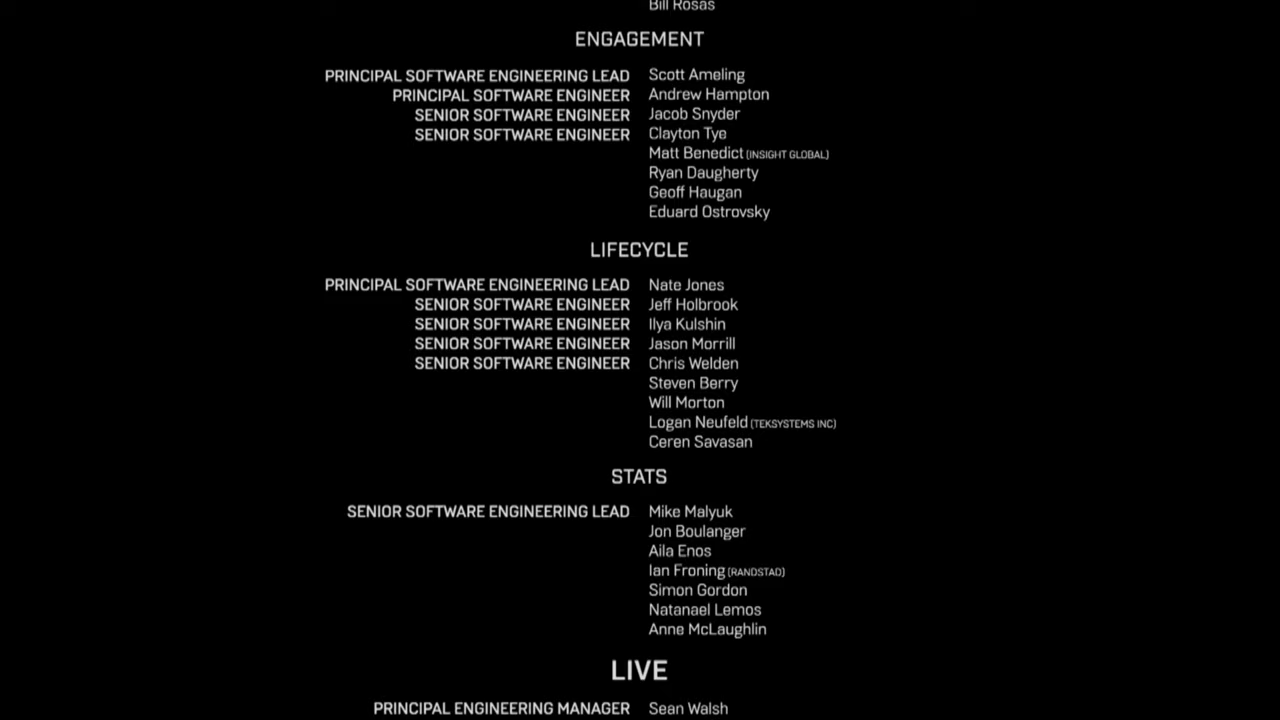 Bill Rosas
ENGAGEMENT
PRINCIPAL SOFTWARE ENGINEERING LEAD Scott Ameling
PRINCIPAL SOFTWARE ENGINEER Andrew Hampton
SENIOR SOFTWARE ENGINEER Jacob Snyder
SENIOR SOFTWARE ENGINEER Clayton Tye
Matt Benedict (INSIGHT GLOBAL)
Ryan Daugherty
Geoff Haugan
Eduard Ostrovsky
LIFECYCLE
PRINCIPAL SOFTWARE ENGINEERING LEAD Nate Jones
SENIOR SOFTWARE ENGINEER Jeff Holbrook
SENIOR SOFTWARE ENGINEER Ilya Kulshin
SENIOR SOFTWARE ENGINEER Jason Morrill
SENIOR SOFTWARE ENGINEER Chris Welden
Steven Berry
Will Morton
Logan Neufeld (TEKSYSTEMS INC)
Ceren Savasan
STATS
SENIOR SOFTWARE ENGINEERING LEAD Mike Malyuk
Jon Boulanger
Aila Enos
Ian Froning (RANDSTAD)
Simon Gordon
Natanael Lemos
Anne McLaughlin
LIVE
PRINCIPAL ENGINEERING MANAGER Sean Walsh